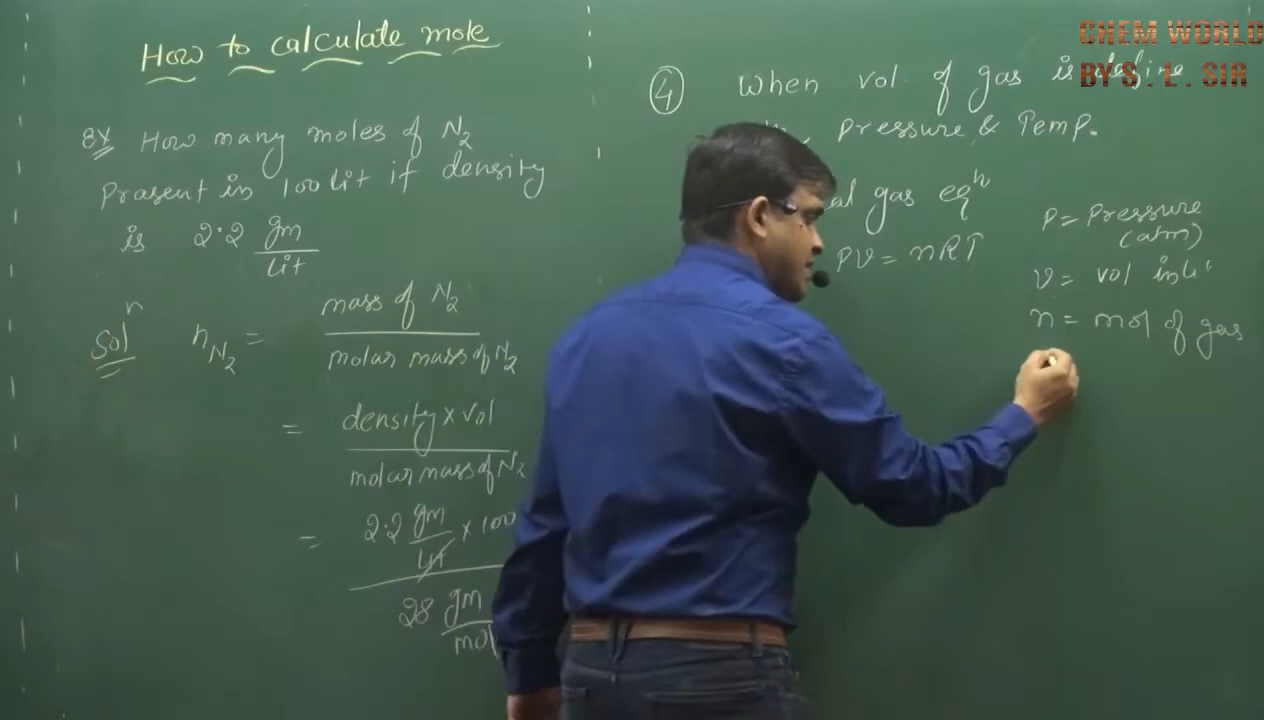 How to calculate mole
Ex How many moles of N2
Prasent in 100 Lit if density
is 2.2 gm/Lit
Soln nN2 = mass of N2
molar mass of N2
= density x vol
molar mass of N2
= 2.2 gm/Lit x 100
28 gm/mol
CHEM WORLD
BY S. L. SIR
④ When vol. of gas is define
Pressure & Temp.
gas eqn
PV = nRT
P = Pressure
(atm)
V = vol in
n = mol of gas